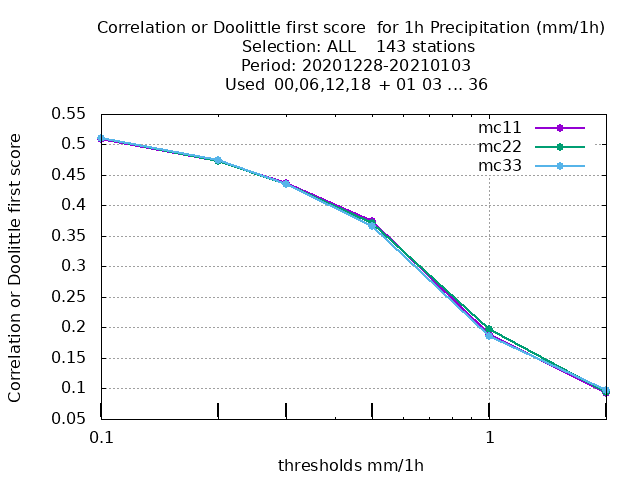 Correlation or Doolittle first score  for 1h Precipitation (mm/1h)
Selection: ALL    143 stations
Period: 20201228-20210103
Used  00,06,12,18  + 01 03 ... 36
Correlation or Doolittle first score
0.55
0.5
0.45
0.4
0.35
0.3
0.25
0.2
0.15
0.1
0.05
mc11
mc22
mc33
0.1
1
thresholds mm/1h